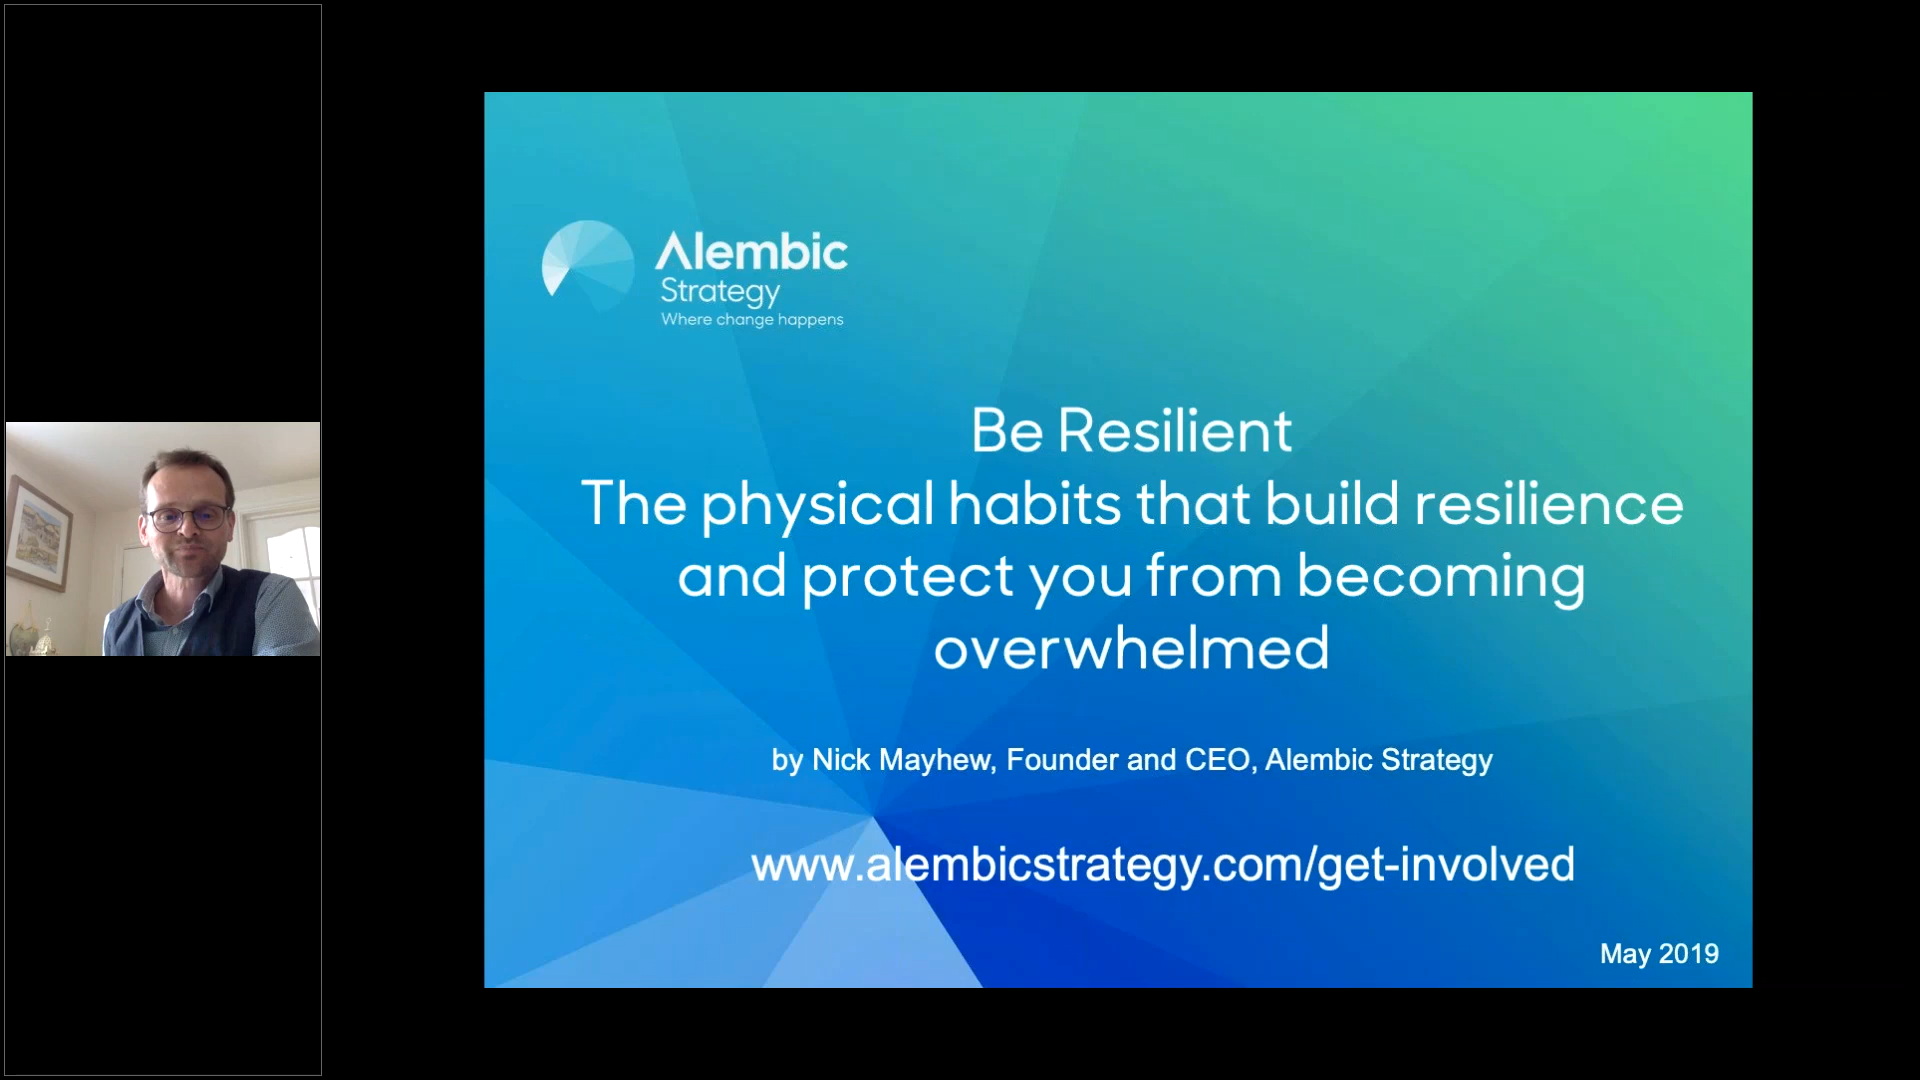 Alembic
Strategy
Where change happens
Be Resilient
The physical habits that build resilience
and protect you from becoming
overwhelmed
by Nick Mayhew, Founder and CEO, Alembic Strategy
www.alembicstrategy.com/get-involved
May 2019